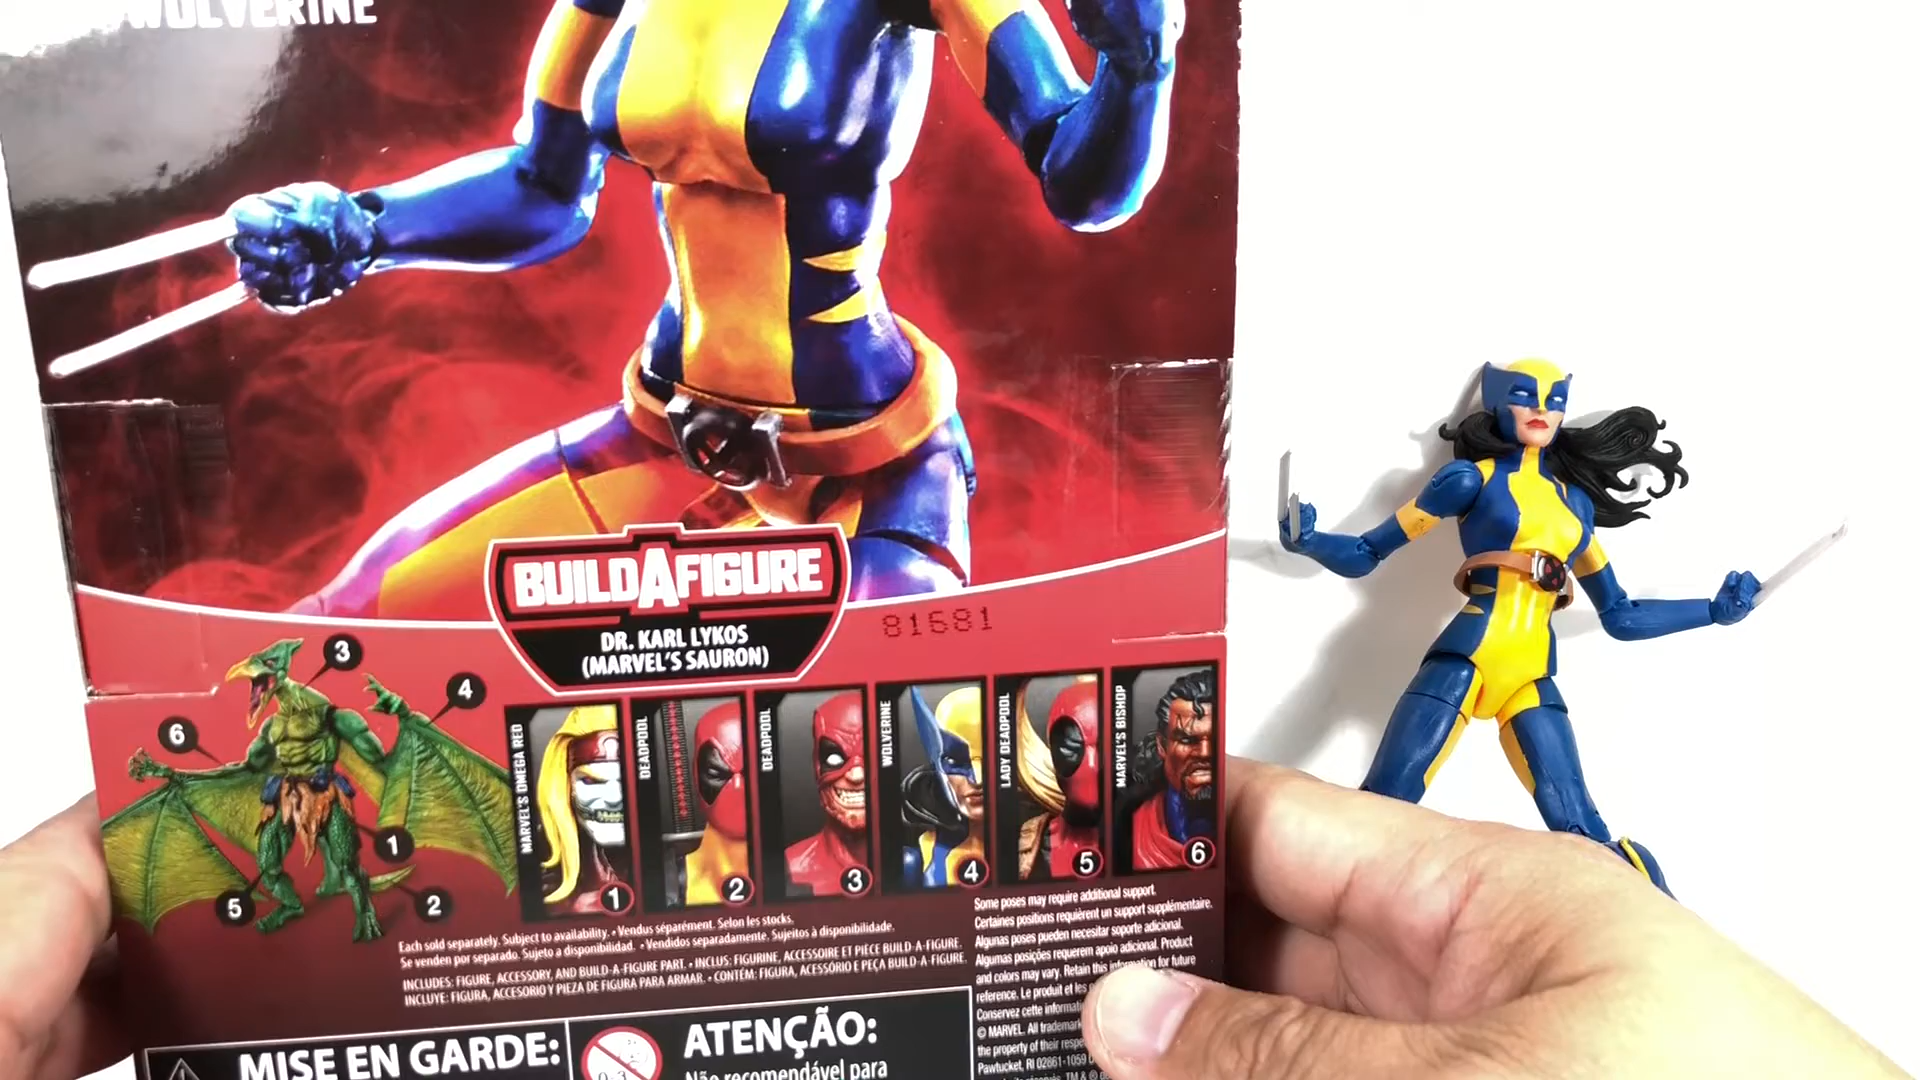 WOLVERINE
BUILDAFIGURE
DR. KARL LYKOS
(MARVEL'S SAURON)
81681
3
4
6
1
5
2
MARVEL'S OMEGA RED
1
DEADPOOL
2
DEADPOOL
3
WOLVERINE
4
LADY DEADPOOL
5
MARVEL'S BISHOP
6
Each sold separately. Subject to availability. • Vendus séparément. Selon les stocks.
Se venden por separado. Sujeto a disponibilidad. • Vendidos separadamente. Sujeitos à disponibilidade.
INCLUDES: FIGURE, ACCESSORY, AND BUILD-A-FIGURE PART. • INCLUS: FIGURINE, ACCESSOIRE ET PIÈCE BUILD-A-FIGURE.
INCLUYE: FIGURA, ACCESORIO Y PIEZA DE FIGURA PARA ARMAR. • CONTÉM: FIGURA, ACESSÓRIO E PEÇA BUILD-A-FIGURE.
Some poses may require additional support.
Certaines positions requièrent un support supplémentaire.
Algunas poses pueden necesitar soporte adicional.
Algumas posições requerem apoio adicional. Product
and colors may vary. Retain this information for future
reference. Le produit et les
Conservez cette
© MARVEL. All
the property of their
Pawtucket, RI 02861-1059
MISE EN GARDE:
0-3
ATENÇÃO:
Não recomendável para